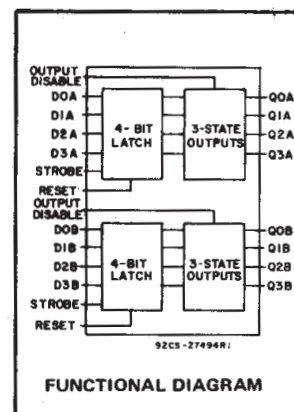 OUTPUT
DISABLE
D0A
D1A
D2A
D3A
STROBE
RESET
4-BIT
LATCH
3-STATE
OUTPUTS
Q0A
Q1A
Q2A
Q3A
OUTPUT
DISABLE
D0B
D1B
D2B
D3B
STROBE
RESET
4-BIT
LATCH
3-STATE
OUTPUTS
Q0B
Q1B
Q2B
Q3B
92CS-27494R1
FUNCTIONAL DIAGRAM